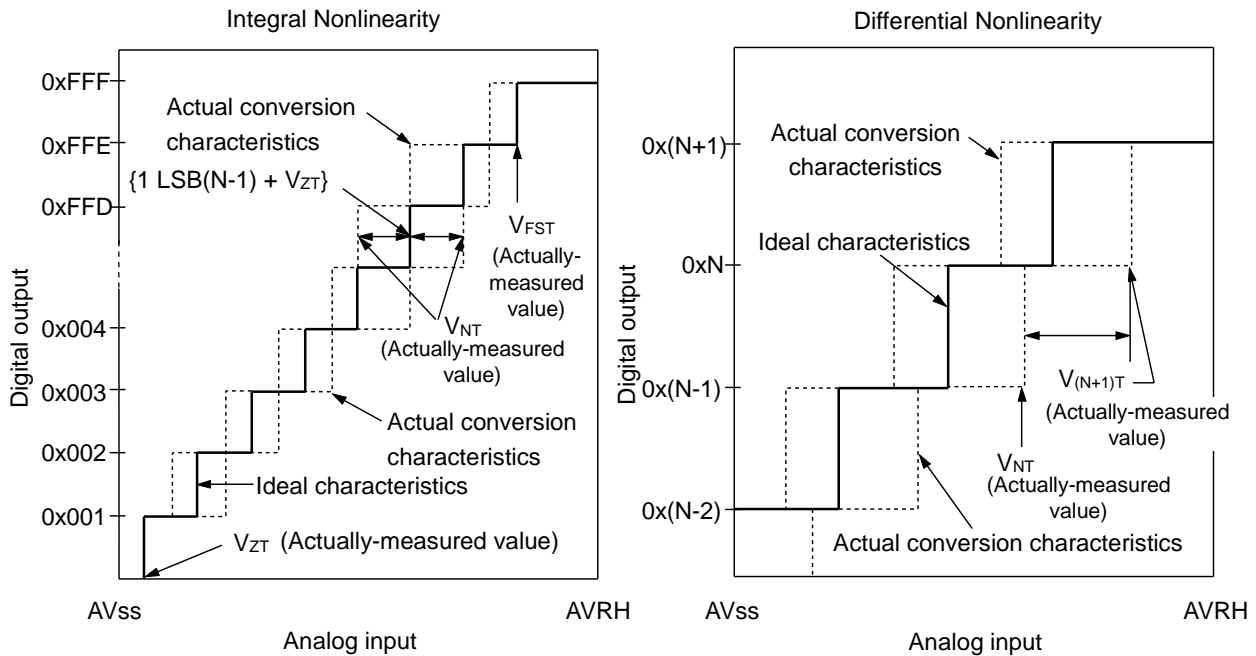 Integral Nonlinearity
0xFFF
0xFFE
0xFFD
0x004
0x003
0x002
0x001
Digital output
Actual conversion
characteristics
{1 LSB(N-1) + VZT}
VFST
(Actually-
measured
value)
VNT
(Actually-measured
value)
Actual conversion
characteristics
Ideal characteristics
VZT (Actually-measured value)
AVss
AVRH
Analog input
Differential Nonlinearity
0x(N+1)
0xN
0x(N-1)
0x(N-2)
Digital output
Actual conversion
characteristics
Ideal characteristics
V(N+1)T
(Actually-measured
value)
VNT
(Actually-measured
value)
Actual conversion characteristics
AVss
AVRH
Analog input